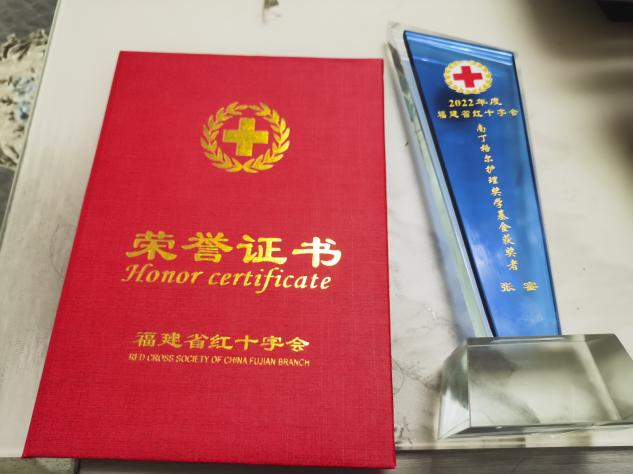 荣誉证书
Honor certificate
福建省红十字会
RED CROSS SOCIETY OF CHINA FUJIAN BRANCH
2022年度
福建省红十字会
南丁格尔护理奖学基金获奖者
张